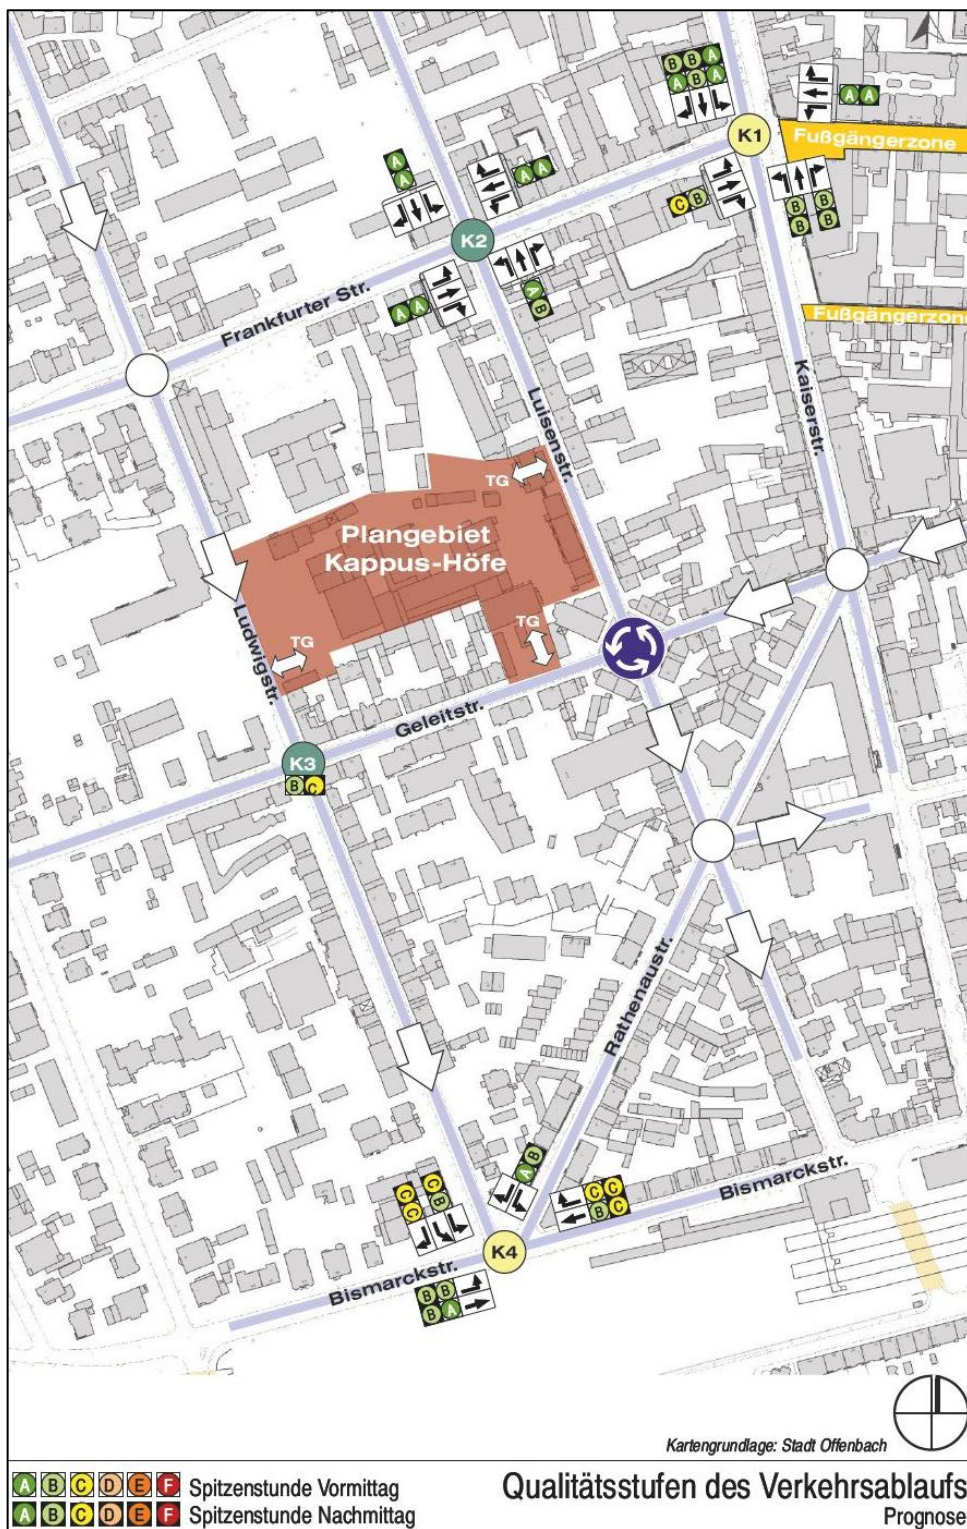 B B A
A B A
A A
K1
Fußgängerzone
A
A
A A
C B
B B
B B
K2
A
B
A A
Frankfurter Str.
Fußgängerzone
Luisenstr.
Kaiserstr.
TG
Plangebiet
Kappus-Höfe
TG
TG
Ludwigstr.
Geleitstr.
K3
B C
Rathenaustr.
A B
C C
C B
C C
B C
Bismarckstr.
K4
Bismarckstr.
B B
B A
Kartengrundlage: Stadt Offenbach
A B C D E F Spitzenstunde Vormittag
A B C D E F Spitzenstunde Nachmittag
Qualitätsstufen des Verkehrsablaufs
Prognose